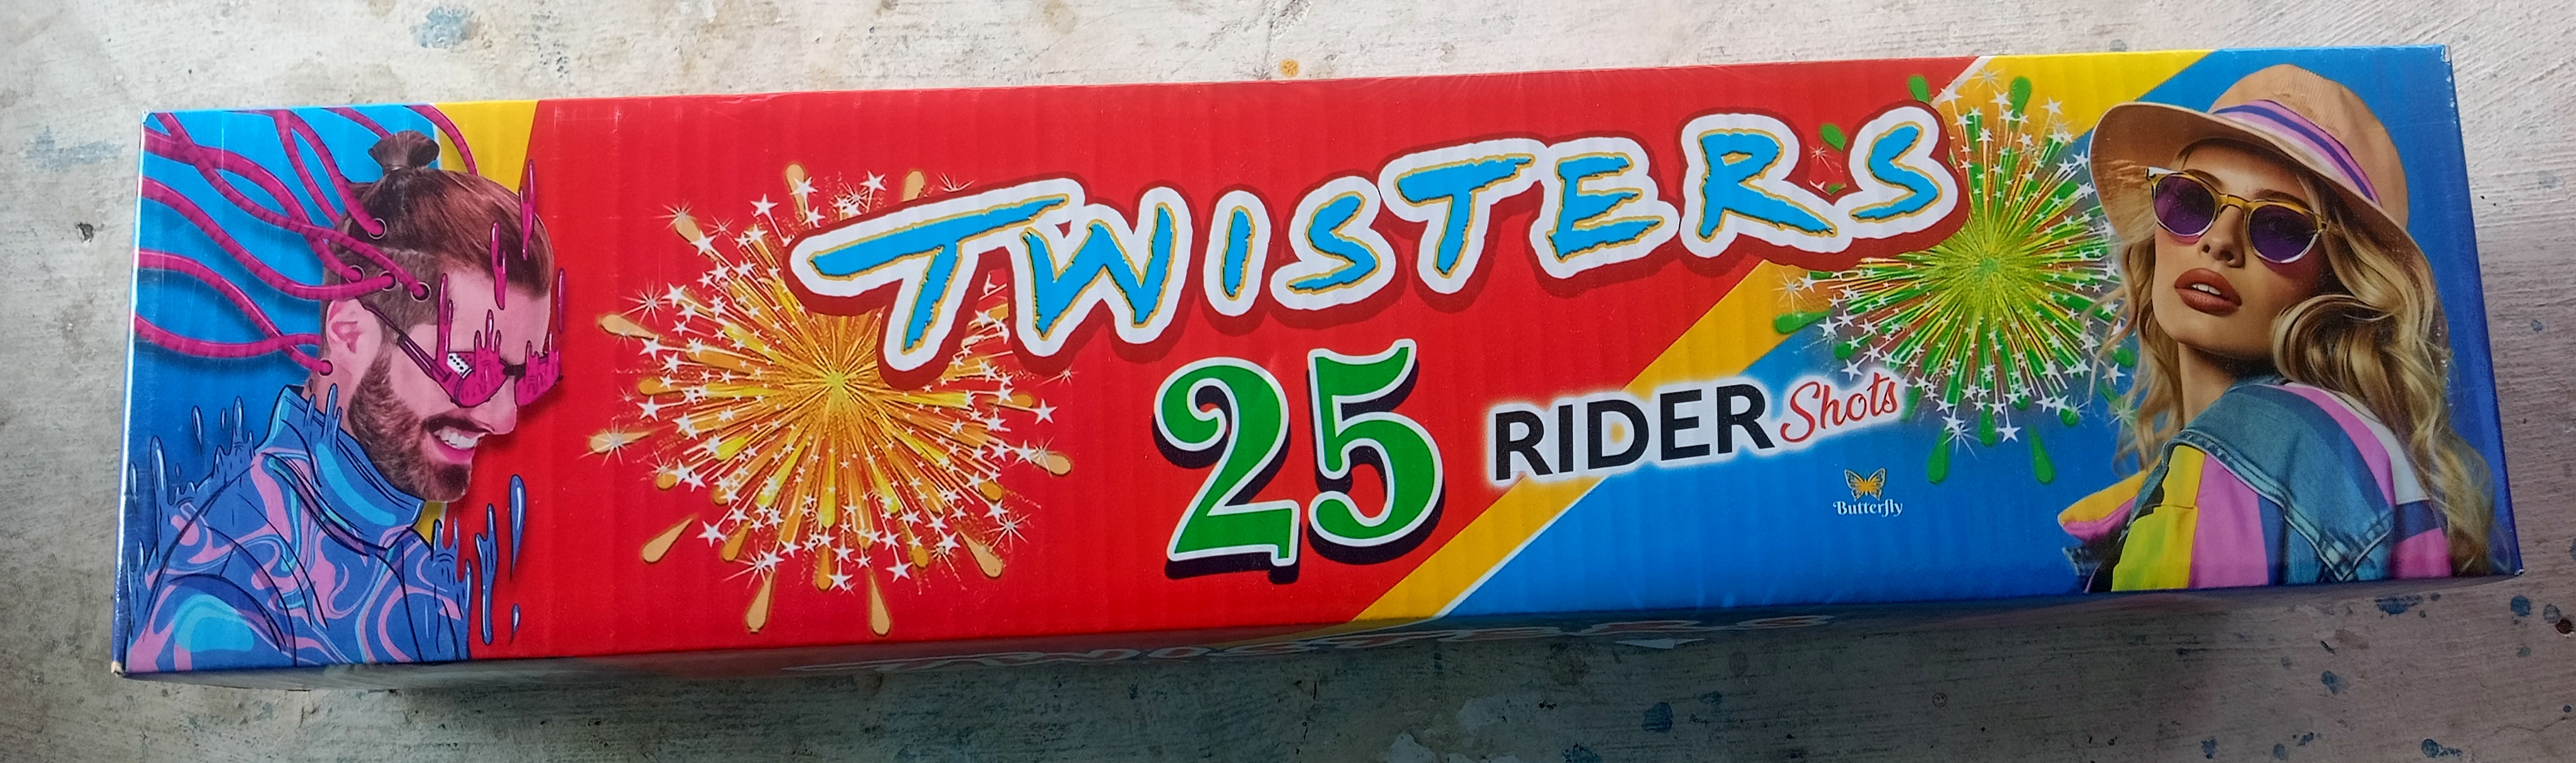 TWISTERS
25 RIDER Shots
Butterfly